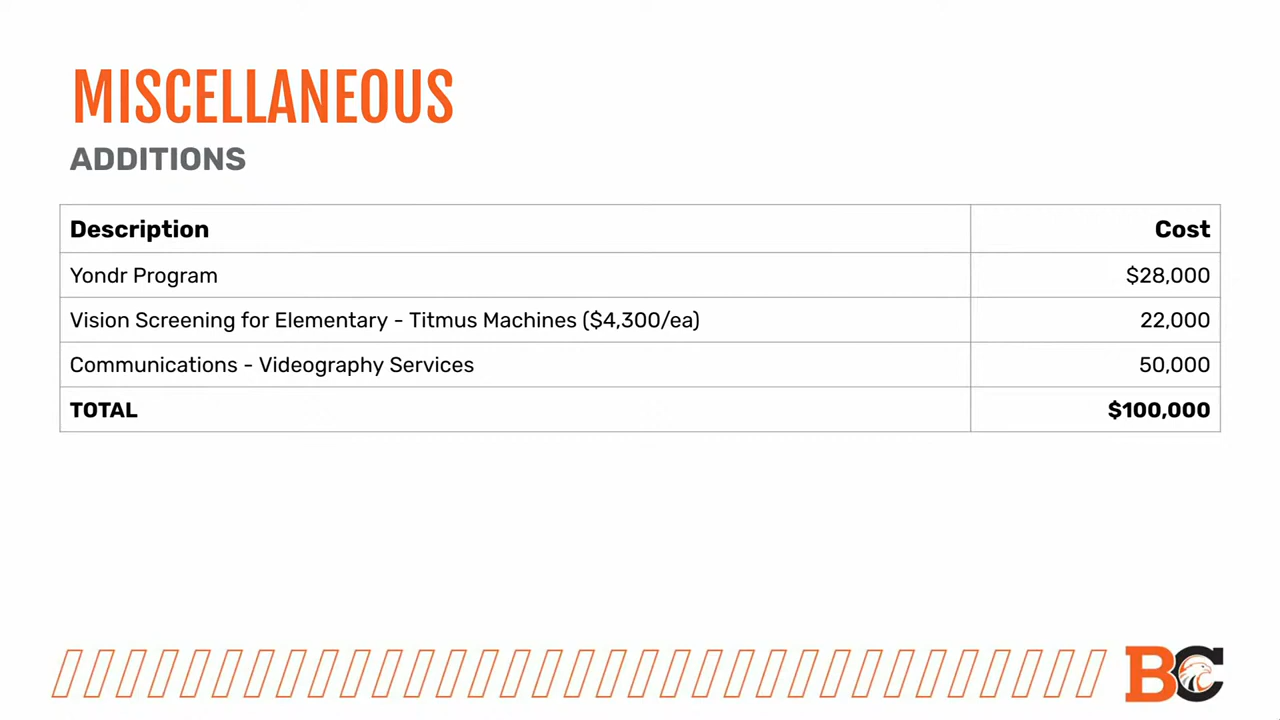 MISCELLANEOUS
ADDITIONS
Description Cost
Yondr Program $28,000
Vision Screening for Elementary - Titmus Machines ($4,300/ea) 22,000
Communications - Videography Services 50,000
TOTAL $100,000
BC